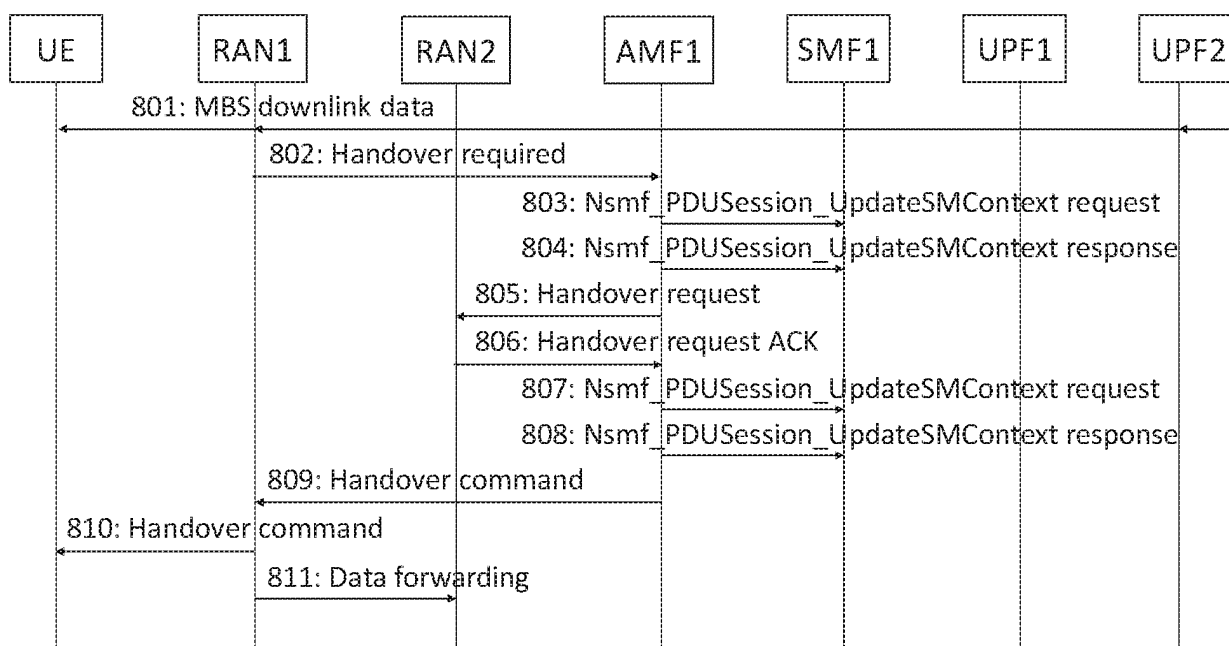 UE RAN1 RAN2 AMF1 SMF1 UPF1 UPF2
801: MBS downlink data
802: Handover required
803: Nsmf_PDUSession_UpdateSMContext request
804: Nsmf_PDUSession_UpdateSMContext response
805: Handover request
806: Handover request ACK
807: Nsmf_PDUSession_UpdateSMContext request
808: Nsmf_PDUSession_UpdateSMContext response
809: Handover command
810: Handover command
811: Data forwarding